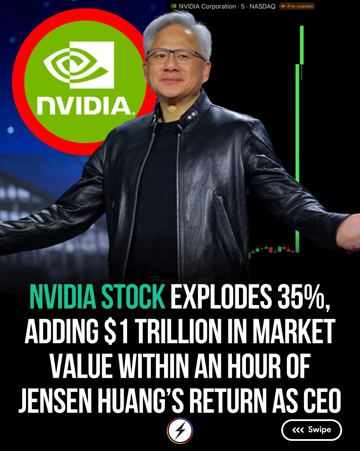 NVIDIA Corporation · 5 · NASDAQ Pre-market
NVIDIA
NVIDIA STOCK EXPLODES 35%,
ADDING $1 TRILLION IN MARKET
VALUE WITHIN AN HOUR OF
JENSEN HUANG'S RETURN AS CEO
<<< Swipe